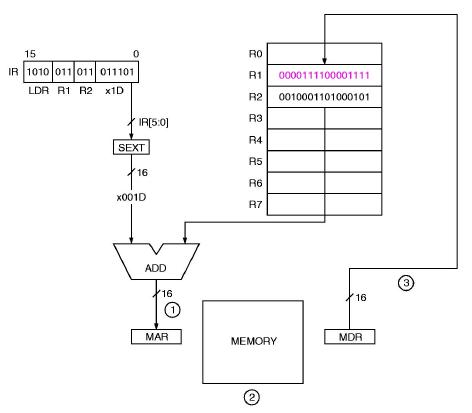 15 0
IR 1010 011 011 011101
LDR R1 R2 x1D
IR[5:0]
SEXT
16
x001D
ADD
16
1
MAR
MEMORY
2
R0
R1 0000111100001111
R2 0010001101000101
R3
R4
R5
R6
R7
3
16
MDR